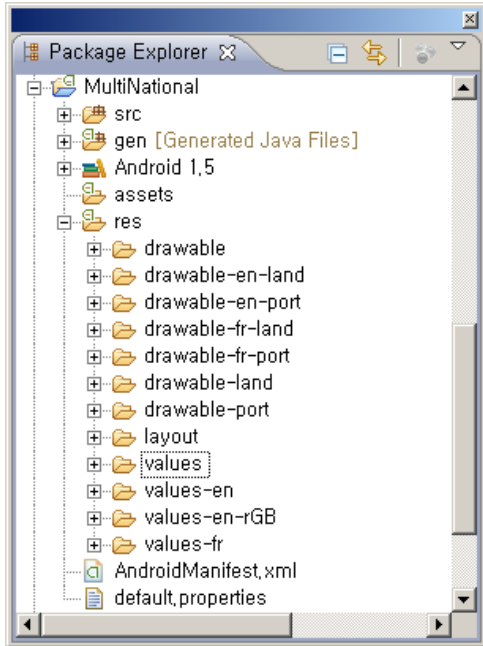 Package Explorer
MultiNational
src
gen [Generated Java Files]
Android 1,5
assets
res
drawable
drawable-en-land
drawable-en-port
drawable-fr-land
drawable-fr-port
drawable-land
drawable-port
layout
values
values-en
values-en-rGB
values-fr
AndroidManifest,xml
default,properties